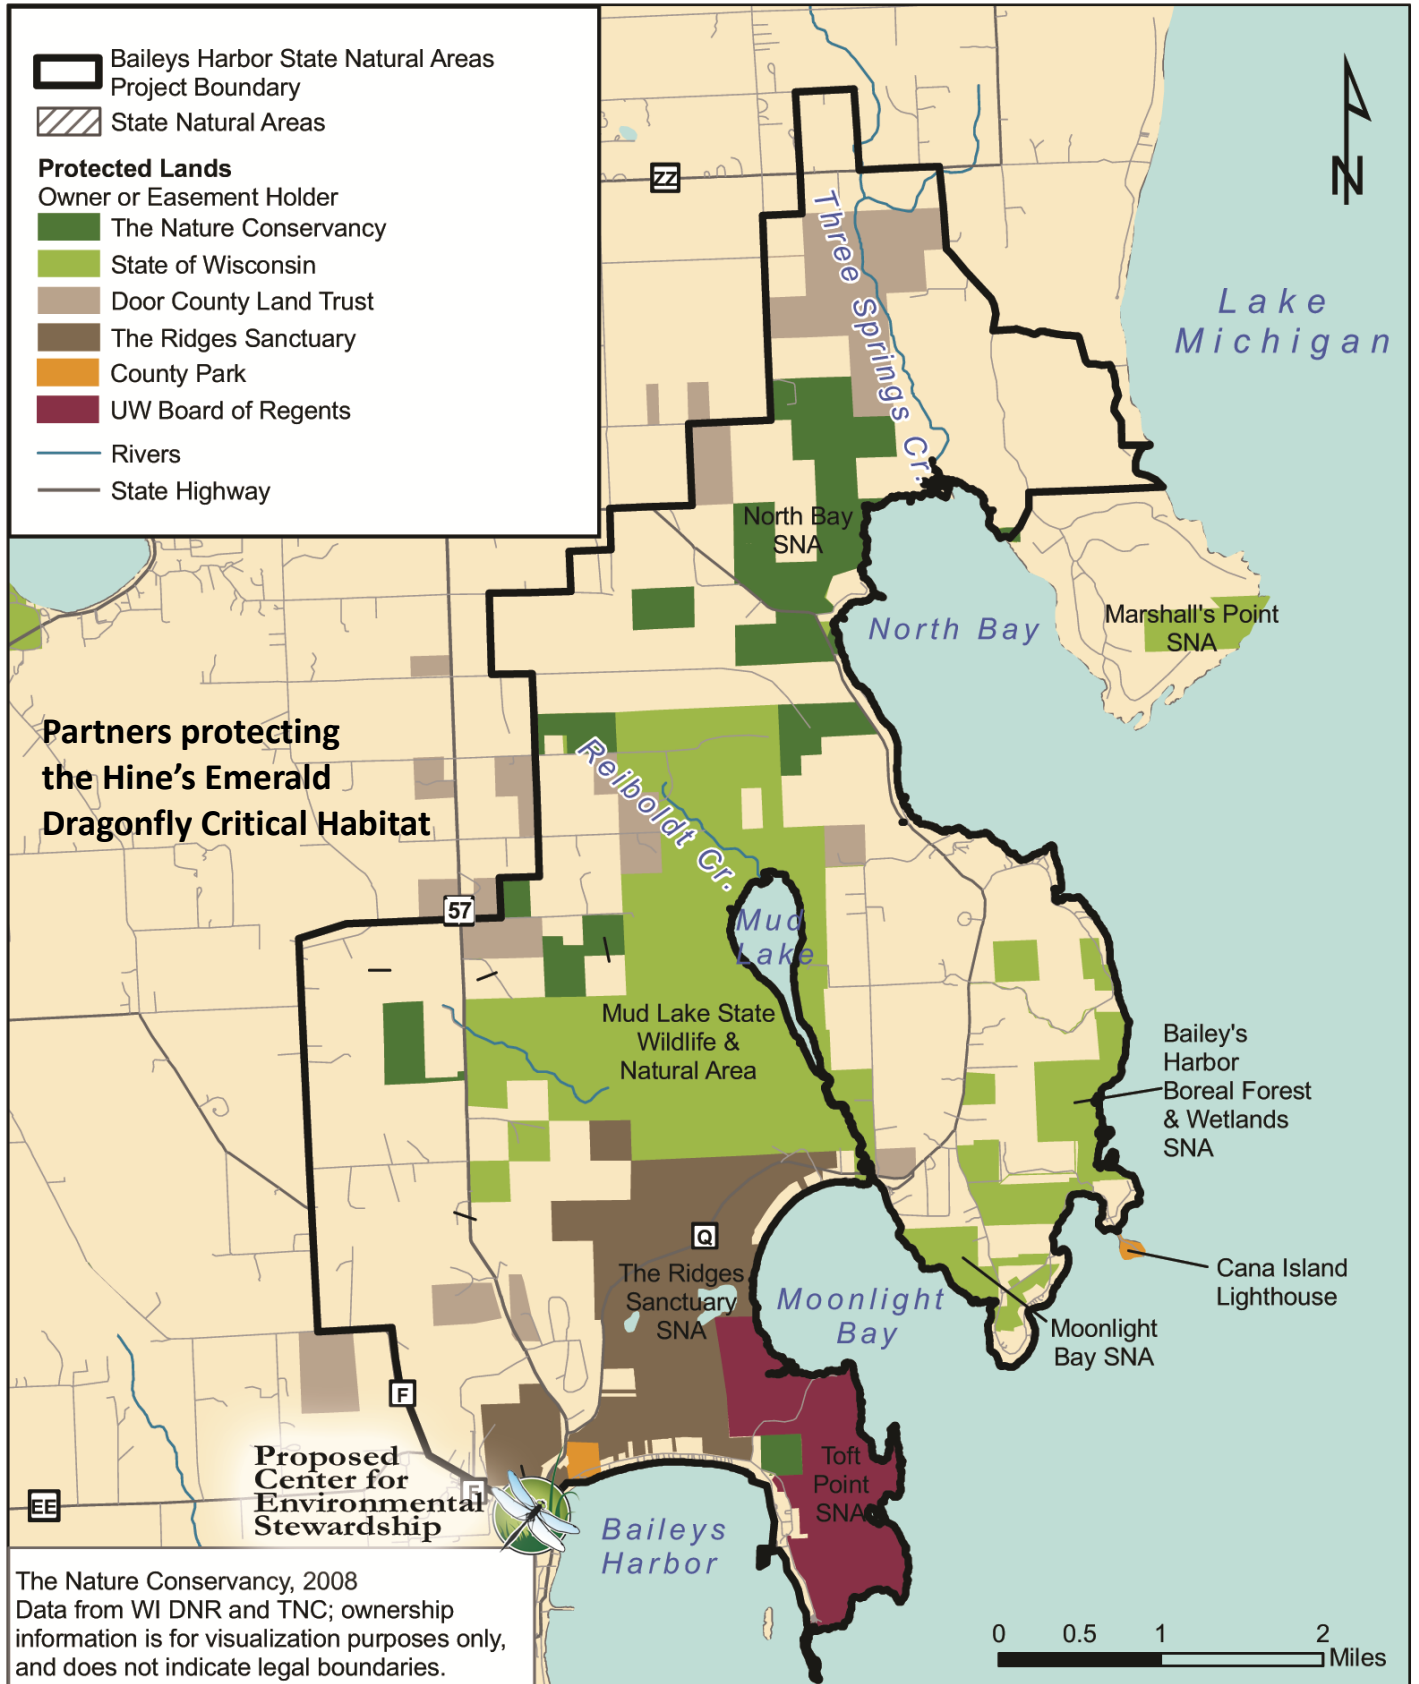 Baileys Harbor State Natural Areas
Project Boundary
State Natural Areas
Protected Lands
Owner or Easement Holder
The Nature Conservancy
State of Wisconsin
Door County Land Trust
The Ridges Sanctuary
County Park
UW Board of Regents
Rivers
State Highway
ZZ
N
Three Springs Cr.
Lake
Michigan
North Bay
SNA
North Bay
Marshall's Point
SNA
Partners protecting
the Hine's Emerald
Dragonfly Critical Habitat
Reiboldt Cr.
57
Mud
Lake
Mud Lake State
Wildlife &
Natural Area
Bailey's
Harbor
Boreal Forest
& Wetlands
SNA
Q
The Ridges
Sanctuary
SNA
Moonlight
Bay
Cana Island
Lighthouse
Moonlight
Bay SNA
F
Proposed
Center for
Environmental
Stewardship
F
EE
Toft
Point
SNA
Baileys
Harbor
The Nature Conservancy, 2008
Data from WI DNR and TNC; ownership
information is for visualization purposes only,
and does not indicate legal boundaries.
0 0.5 1 2
Miles